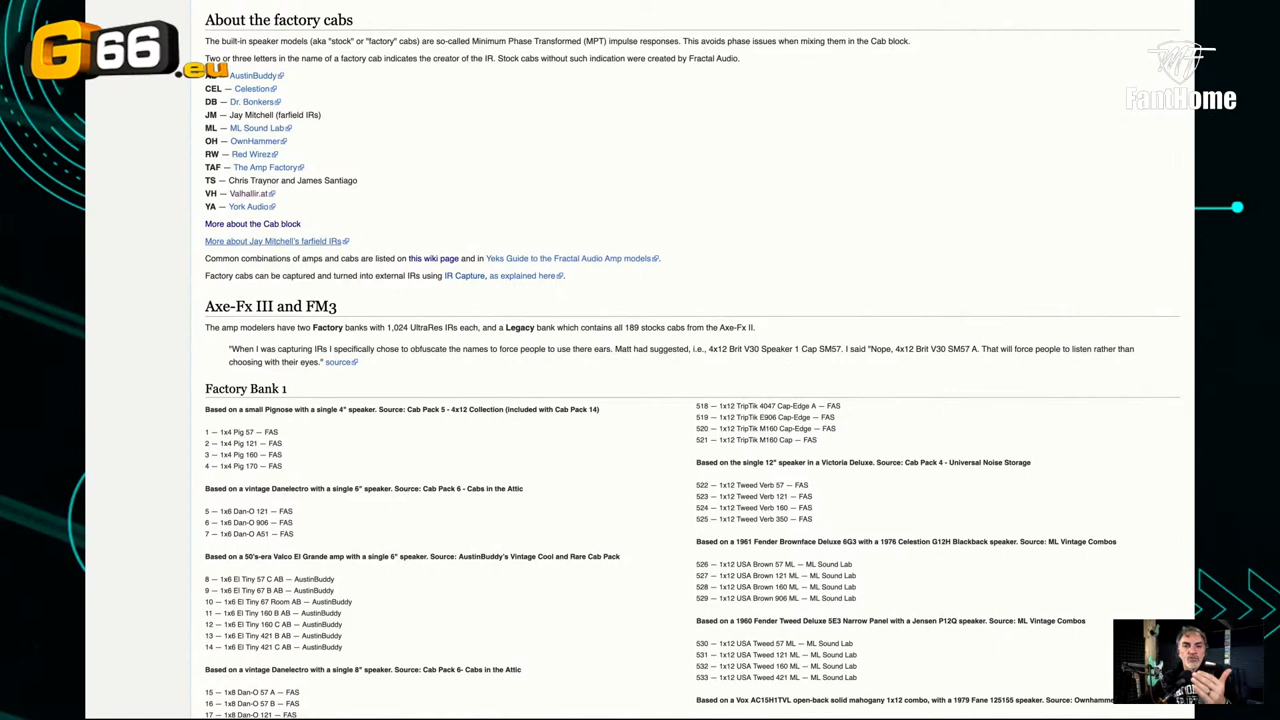 G66
.eu
FantHome
About the factory cabs
The built-in speaker models (aka "stock" or "factory" cabs) are so-called Minimum Phase Transformed (MPT) impulse responses. This avoids phase issues when mixing them in the Cab block.
Two or three letters in the name of a factory cab indicates the creator of the IR. Stock cabs without such indication were created by Fractal Audio.
AustinBuddy
CEL — Celestion
DB — Dr. Bonkers
JM — Jay Mitchell (farfield IRs)
ML — ML Sound Lab
OH — OwnHammer
RW — Red Wirez
TAF — The Amp Factory
TS — Chris Traynor and James Santiago
VH — Valhallir.at
YA — York Audio
More about the Cab block
More about Jay Mitchell's farfield IRs
Common combinations of amps and cabs are listed on this wiki page and in Yeks Guide to the Fractal Audio Amp models.
Factory cabs can be captured and turned into external IRs using IR Capture, as explained here.
Axe-Fx III and FM3
The amp modelers have two Factory banks with 1,024 UltraRes IRs each, and a Legacy bank which contains all 189 stocks cabs from the Axe-Fx II.
"When I was capturing IRs I specifically chose to obfuscate the names to force people to use there ears. Matt had suggested, i.e., 4x12 Brit V30 Speaker 1 Cap SM57. I said "Nope, 4x12 Brit V30 SM57 A. That will force people to listen rather than
choosing with their eyes." source
Factory Bank 1
Based on a small Pignose with a single 4" speaker. Source: Cab Pack 5 - 4x12 Collection (included with Cab Pack 14)
1 — 1x4 Pig 57 — FAS
2 — 1x4 Pig 121 — FAS
3 — 1x4 Pig 160 — FAS
4 — 1x4 Pig 170 — FAS
Based on a vintage Danelectro with a single 6" speaker. Source: Cab Pack 6 - Cabs in the Attic
5 — 1x6 Dan-O 121 — FAS
6 — 1x6 Dan-O 906 — FAS
7 — 1x6 Dan-O A51 — FAS
Based on a 50's-era Valco El Grande amp with a single 6" speaker. Source: AustinBuddy's Vintage Cool and Rare Cab Pack
8 — 1x6 El Tiny 57 C AB — AustinBuddy
9 — 1x6 El Tiny 67 B AB — AustinBuddy
10 — 1x6 El Tiny 67 Room AB — AustinBuddy
11 — 1x6 El Tiny 160 B AB — AustinBuddy
12 — 1x6 El Tiny 160 C AB — AustinBuddy
13 — 1x6 El Tiny 421 B AB — AustinBuddy
14 — 1x6 El Tiny 421 C AB — AustinBuddy
Based on a vintage Danelectro with a single 8" speaker. Source: Cab Pack 6- Cabs in the Attic
15 — 1x8 Dan-O 57 A — FAS
16 — 1x8 Dan-O 57 B — FAS
17 — 1x8 Dan-O 121 — FAS
518 — 1x12 TripTik 4047 Cap-Edge A — FAS
519 — 1x12 TripTik E906 Cap-Edge — FAS
520 — 1x12 TripTik M160 Cap-Edge — FAS
521 — 1x12 TripTik M160 Cap — FAS
Based on the single 12" speaker in a Victoria Deluxe. Source: Cab Pack 4 - Universal Noise Storage
522 — 1x12 Tweed Verb 57 — FAS
523 — 1x12 Tweed Verb 121 — FAS
524 — 1x12 Tweed Verb 160 — FAS
525 — 1x12 Tweed Verb 350 — FAS
Based on a 1961 Fender Brownface Deluxe 6G3 with a 1976 Celestion G12H Blackback speaker. Source: ML Vintage Combos
526 — 1x12 USA Brown 57 ML — ML Sound Lab
527 — 1x12 USA Brown 121 ML — ML Sound Lab
528 — 1x12 USA Brown 160 ML — ML Sound Lab
529 — 1x12 USA Brown 906 ML — ML Sound Lab
Based on a 1960 Fender Tweed Deluxe 5E3 Narrow Panel with a Jensen P12Q speaker. Source: ML Vintage Combos
530 — 1x12 USA Tweed 57 ML — ML Sound Lab
531 — 1x12 USA Tweed 121 ML — ML Sound Lab
532 — 1x12 USA Tweed 160 ML — ML Sound Lab
533 — 1x12 USA Tweed 421 ML — ML Sound Lab
Based on a Vox AC15H1TVL open-back solid mahogany 1x12 combo, with a 1979 Fane 125155 speaker. Source: Ownhamme